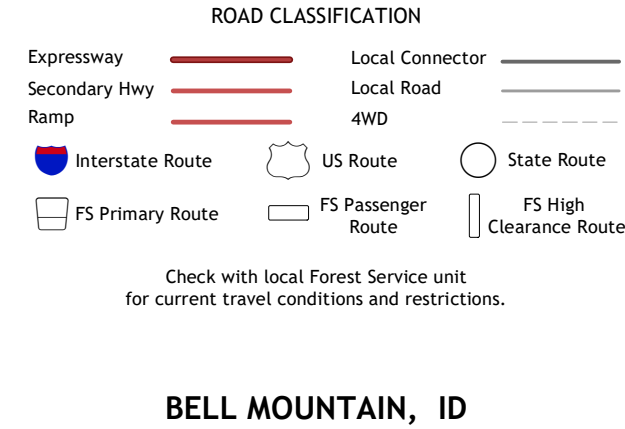 ROAD CLASSIFICATION
Expressway
Local Connector
Secondary Hwy
Local Road
Ramp
4WD
Interstate Route
US Route
State Route
FS Primary Route
FS Passenger
Route
FS High
Clearance Route
Check with local Forest Service unit
for current travel conditions and restrictions.
BELL MOUNTAIN, ID